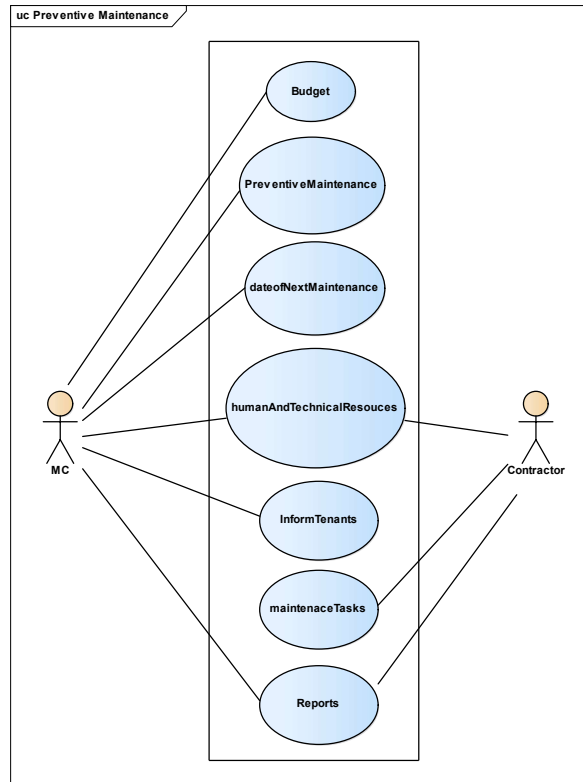 uc Preventive Maintenance
Budget
PreventiveMaintenance
dateofNextMaintenance
humanAndTechnicalResouces
MC
Contractor
InformTenants
maintenaceTasks
Reports